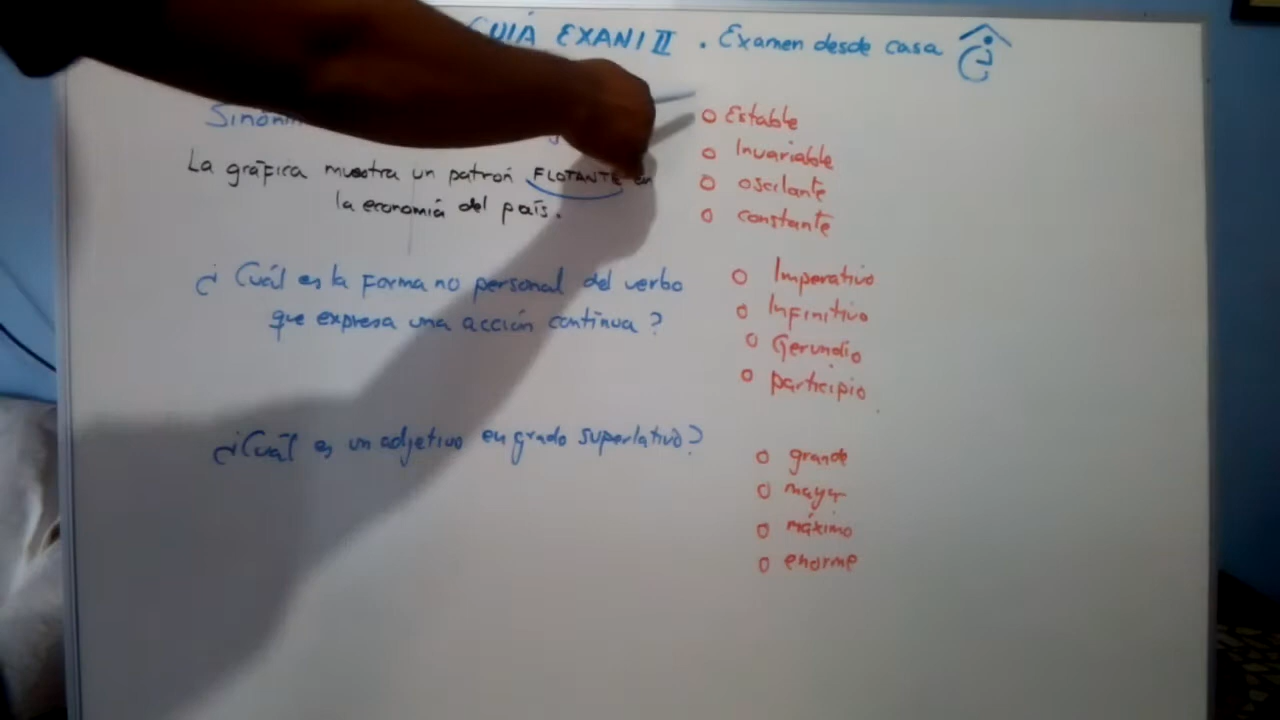 GUÍA EXANI II . Examen desde casa
La gráfica muestra un patrón FLOTANTE en
la economía del país.
o Estable
o Invariable
o oscilante
o constante
¿Cuál es la forma no personal del verbo
que expresa una acción continua?
o Imperativo
o Infinitivo
o Gerundio
o participio
¿Cuál es un adjetivo en grado superlativo?
o grande
o mayor
o máximo
o enorme